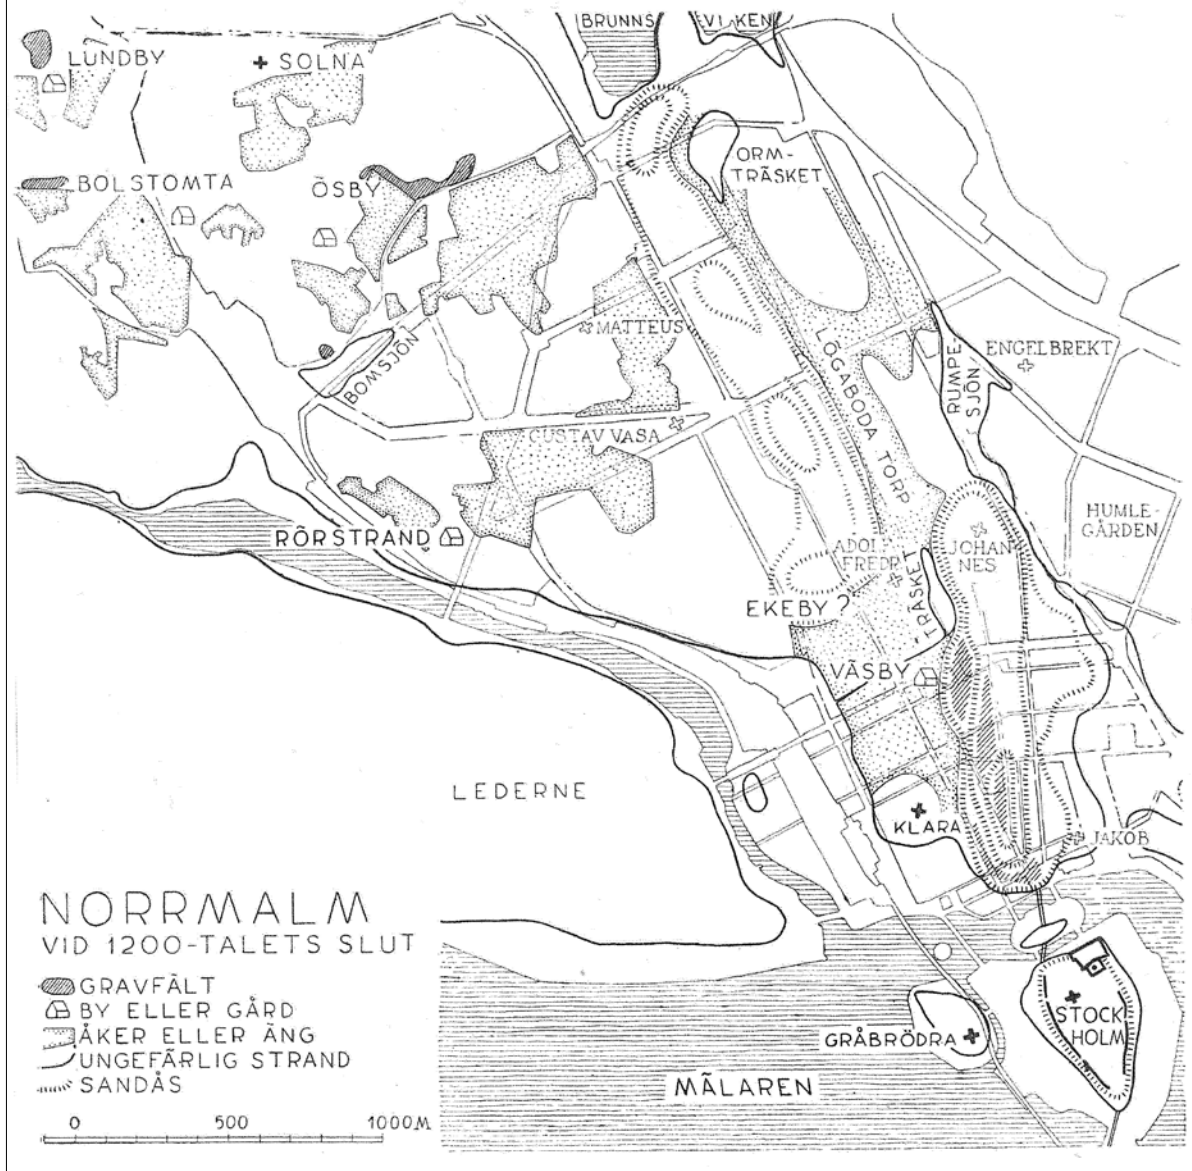 BRUNNS
VIKEN
LUNDBY
SOLNA
ORM-
TRÄSKET
BOLSTOMTA
ÖSBY
MATTEUS
BOMSJÖN
LÖGABODA TORP
RUMPE-
SJÖN
ENGELBREKT
GUSTAV VASA
HUMLE-
GÅRDEN
RÖRSTRAND
ADOLF
FREDR.
JOHAN
NES
TRÄSKET
EKEBY ?
VÄSBY
LEDERNE
KLARA
JAKOB
NORRMALM
VID 1200-TALETS SLUT
GRAVFÄLT
BY ELLER GÅRD
ÅKER ELLER ÄNG
UNGEFÄRLIG STRAND
SANDÅS
0 500 1000M
STOCK
HOLM
GRÅBRÖDRA
MÄLAREN